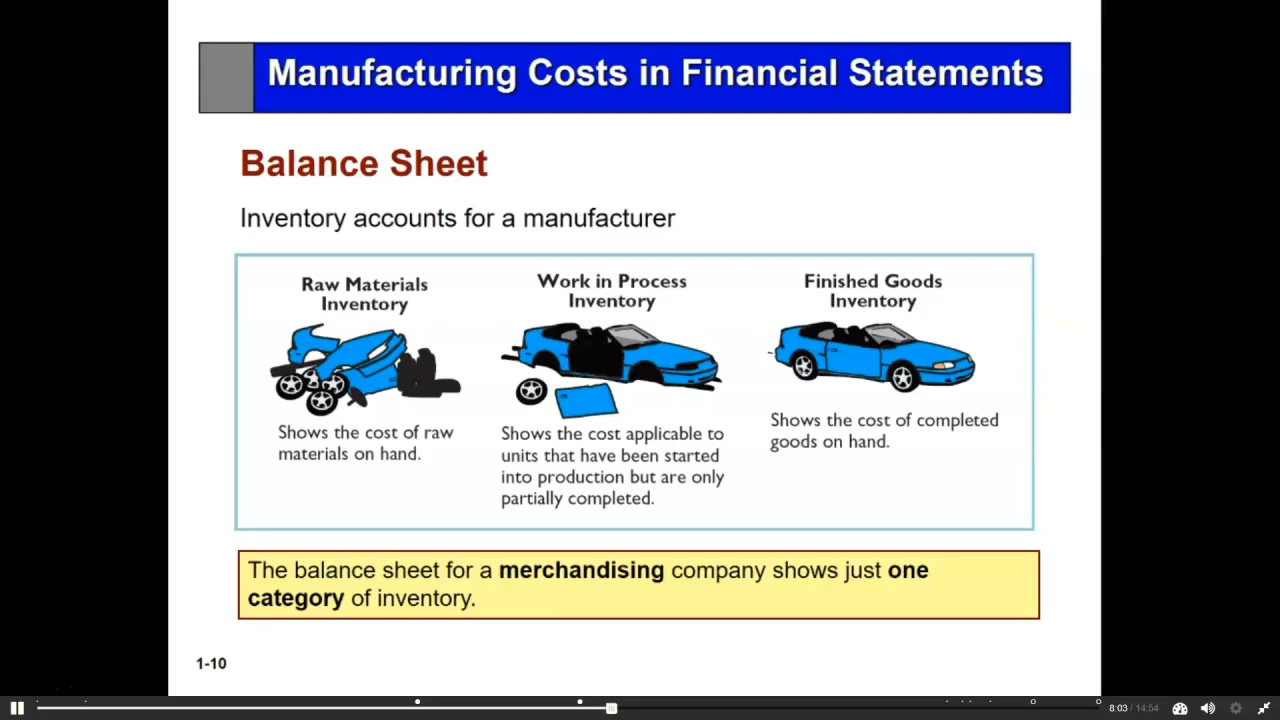 Manufacturing Costs in Financial Statements
Balance Sheet
Inventory accounts for a manufacturer
Raw Materials
Inventory
Shows the cost of raw
materials on hand.
Work in Process
Inventory
Shows the cost applicable to
units that have been started
into production but are only
partially completed.
Finished Goods
Inventory
Shows the cost of completed
goods on hand.
The balance sheet for a merchandising company shows just one
category of inventory.
1-10
8:03 / 14:54